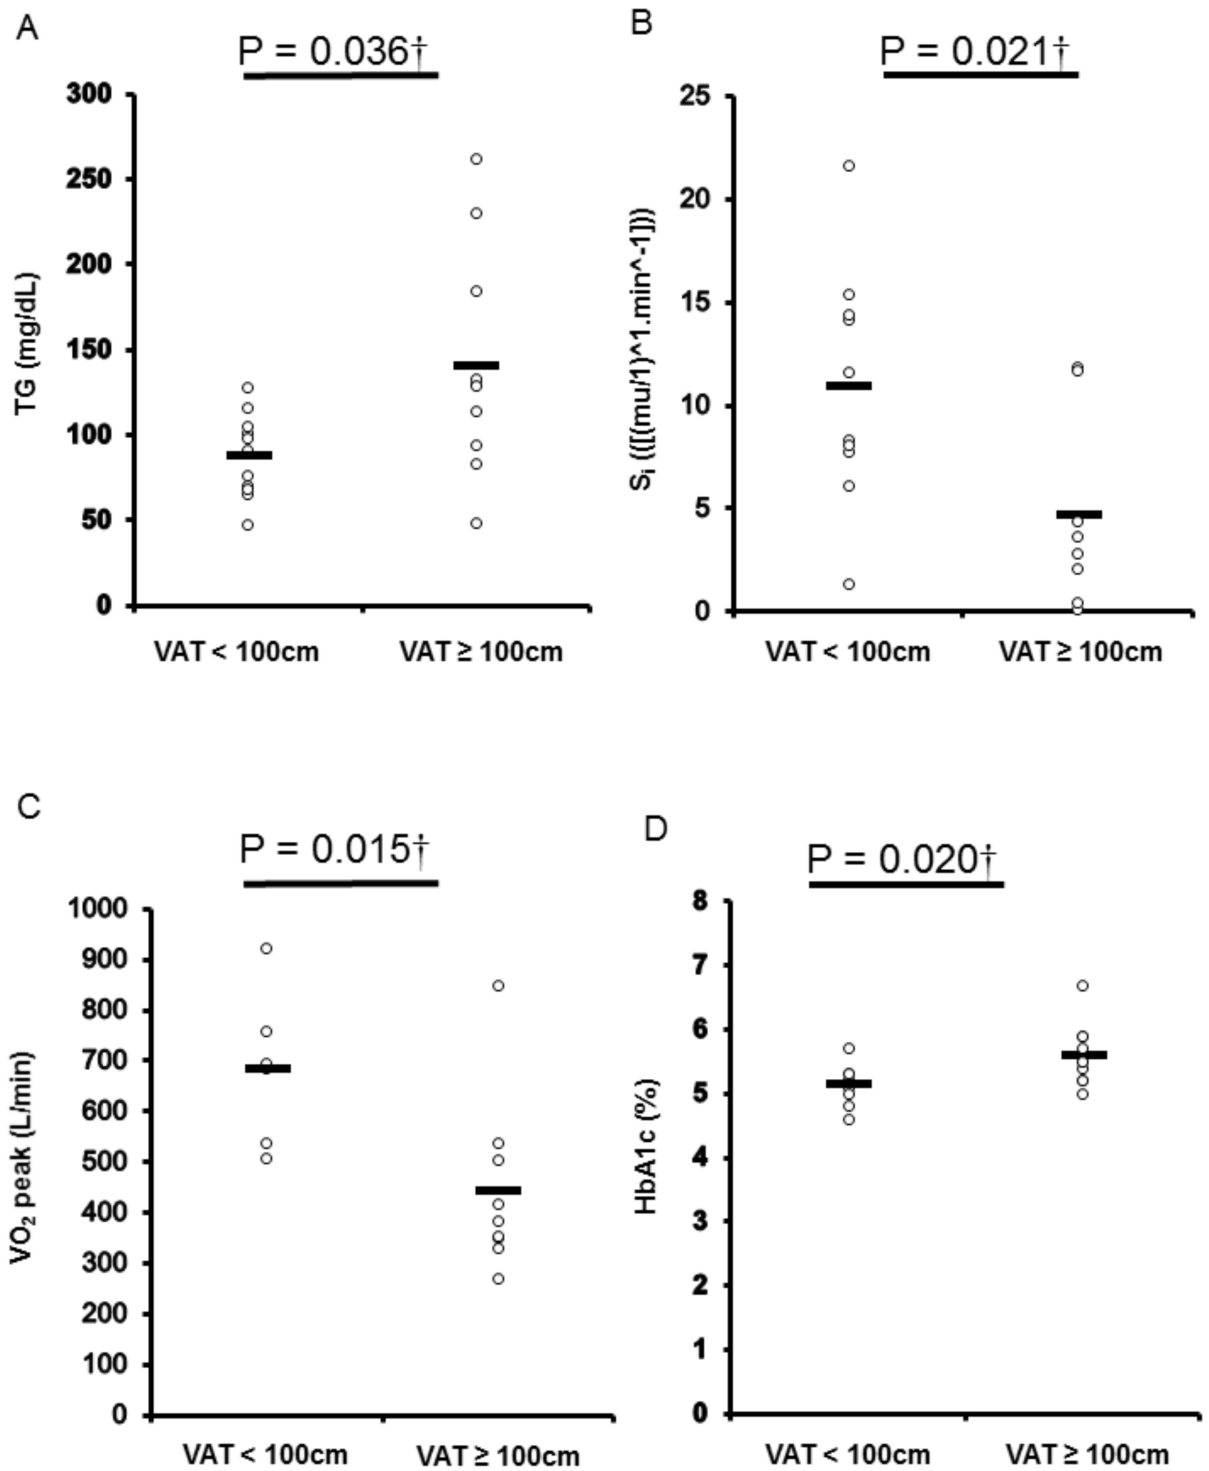 A
P = 0.036†
300
250
200
150
100
50
0
TG (mg/dL)
VAT < 100cm
VAT ≥ 100cm
B
P = 0.021†
25
20
15
10
5
0
Si (([(mu/1)^1.min^-1]))
VAT < 100cm
VAT ≥ 100cm
C
P = 0.015†
1000
900
800
700
600
500
400
300
200
100
0
VO₂ peak (L/min)
VAT < 100cm
VAT ≥ 100cm
D
P = 0.020†
8
7
6
5
4
3
2
1
0
HbA1c (%)
VAT < 100cm
VAT ≥ 100cm